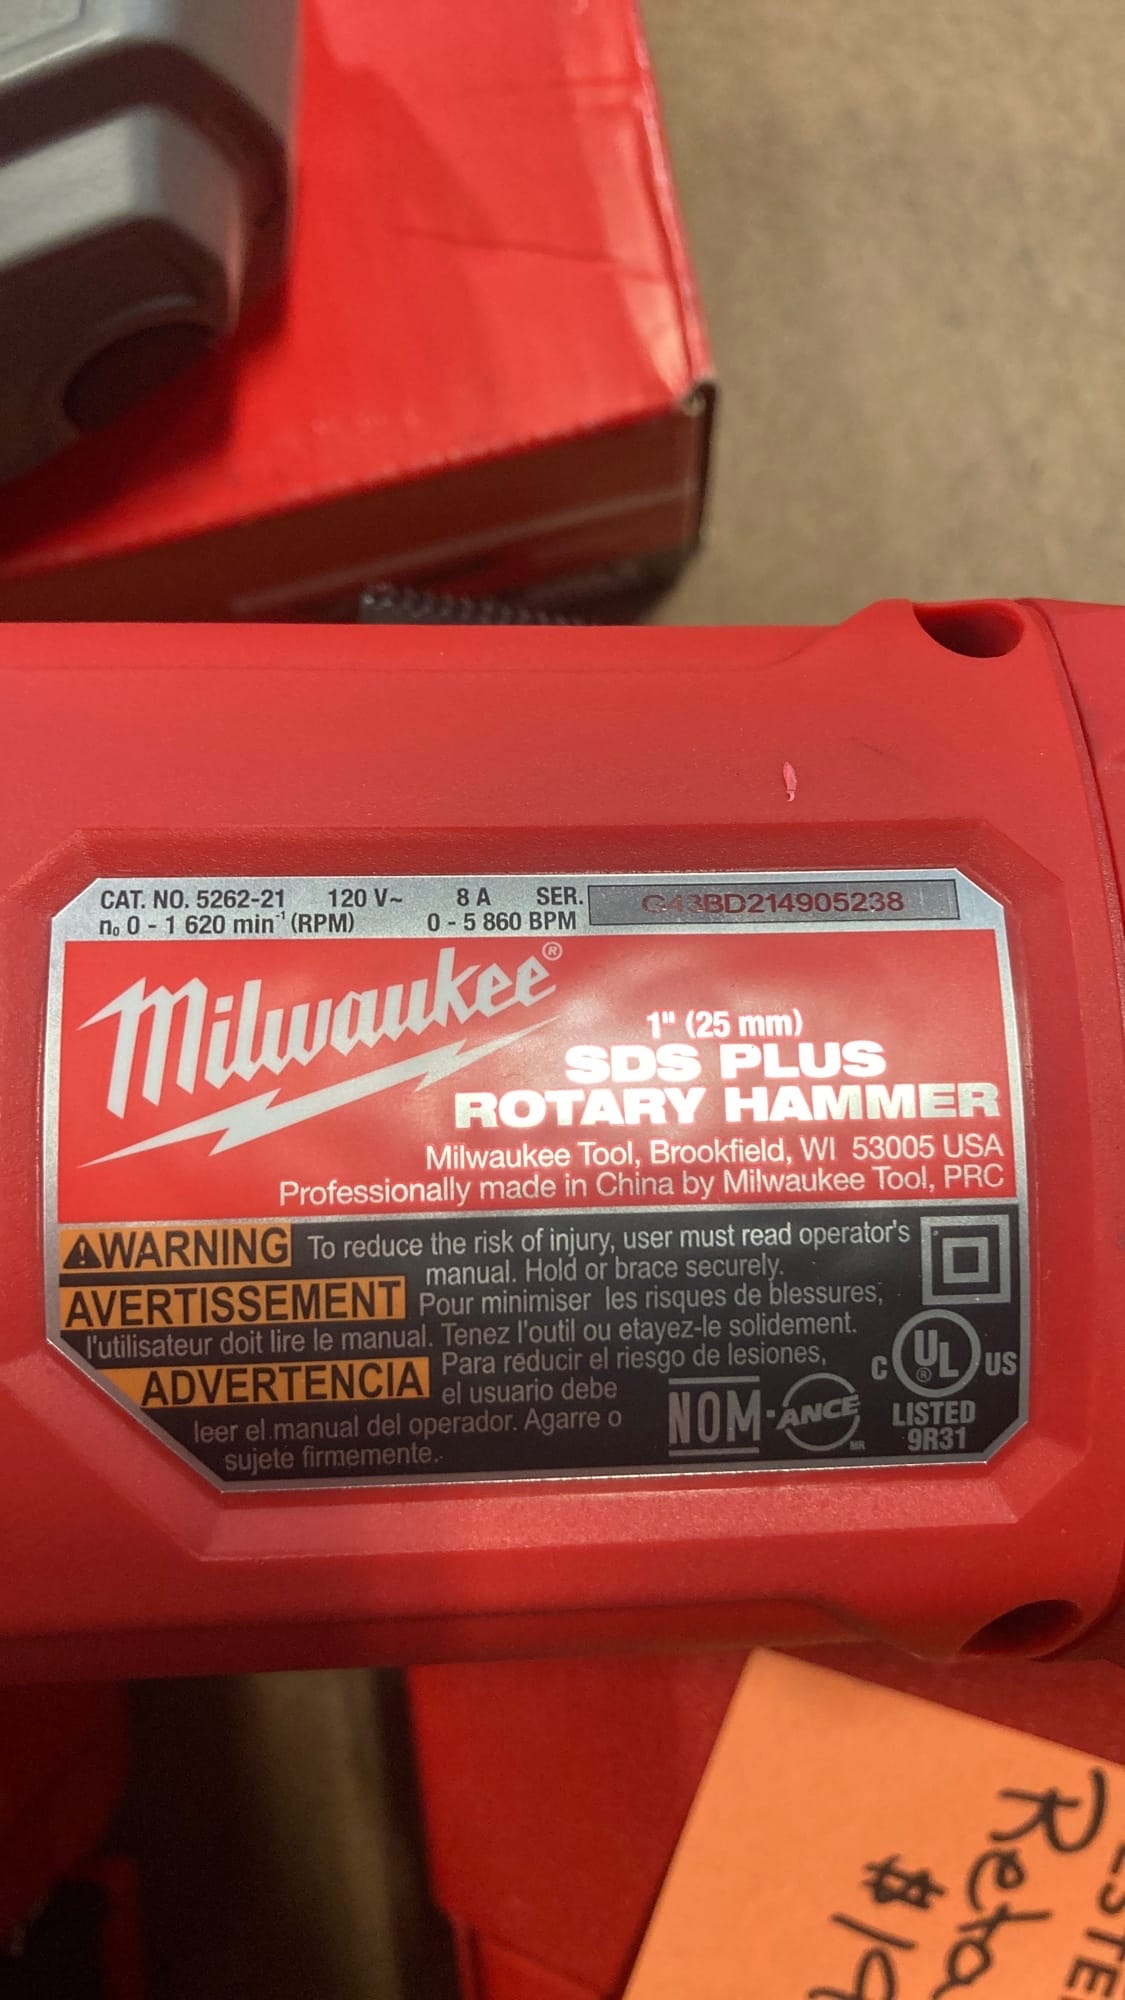 CAT. NO. 5262-21 120 V~ 8 A SER. G43BD214905238
n₀ 0 - 1 620 min⁻¹ (RPM) 0 - 5 860 BPM
Milwaukee®
1" (25 mm)
SDS PLUS
ROTARY HAMMER
Milwaukee Tool, Brookfield, WI 53005 USA
Professionally made in China by Milwaukee Tool, PRC
⚠WARNING To reduce the risk of injury, user must read operator's
manual. Hold or brace securely.
AVERTISSEMENT Pour minimiser les risques de blessures,
l'utilisateur doit lire le manual. Tenez l'outil ou etayez-le solidement.
ADVERTENCIA Para réducir el riesgo de lesiones,
el usuario debe
leer el manual del operador. Agarre o
sujete firmemente.
NOM-ANCE MR
C UL® US
LISTED
9R31